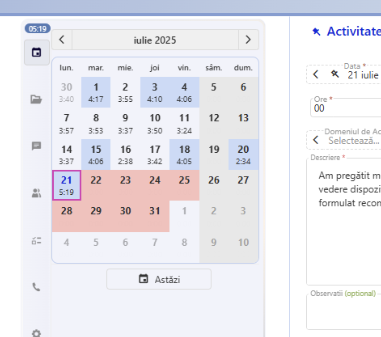 05:19
iulie 2025
lun. mar. mie. joi vin. sâm. dum.
30 1 2 3 4 5 6
3:40 4:17 3:55 4:10 4:06
7 8 9 10 11 12 13
3:57 3:53 3:37 3:50 3:24
14 15 16 17 18 19 20
3:37 4:06 2:38 3:42 4:05 2:34
21 22 23 24 25 26 27
5:19
28 29 30 31 1 2 3
4 5 6 7 8 9 10
Astăzi
Activitate
Data *
21 iulie
Ore *
00
Domeniul de Ac
Selectează...
Descriere *
Am pregătit m
vedere dispozi
formulat recon
Observatii (optional)